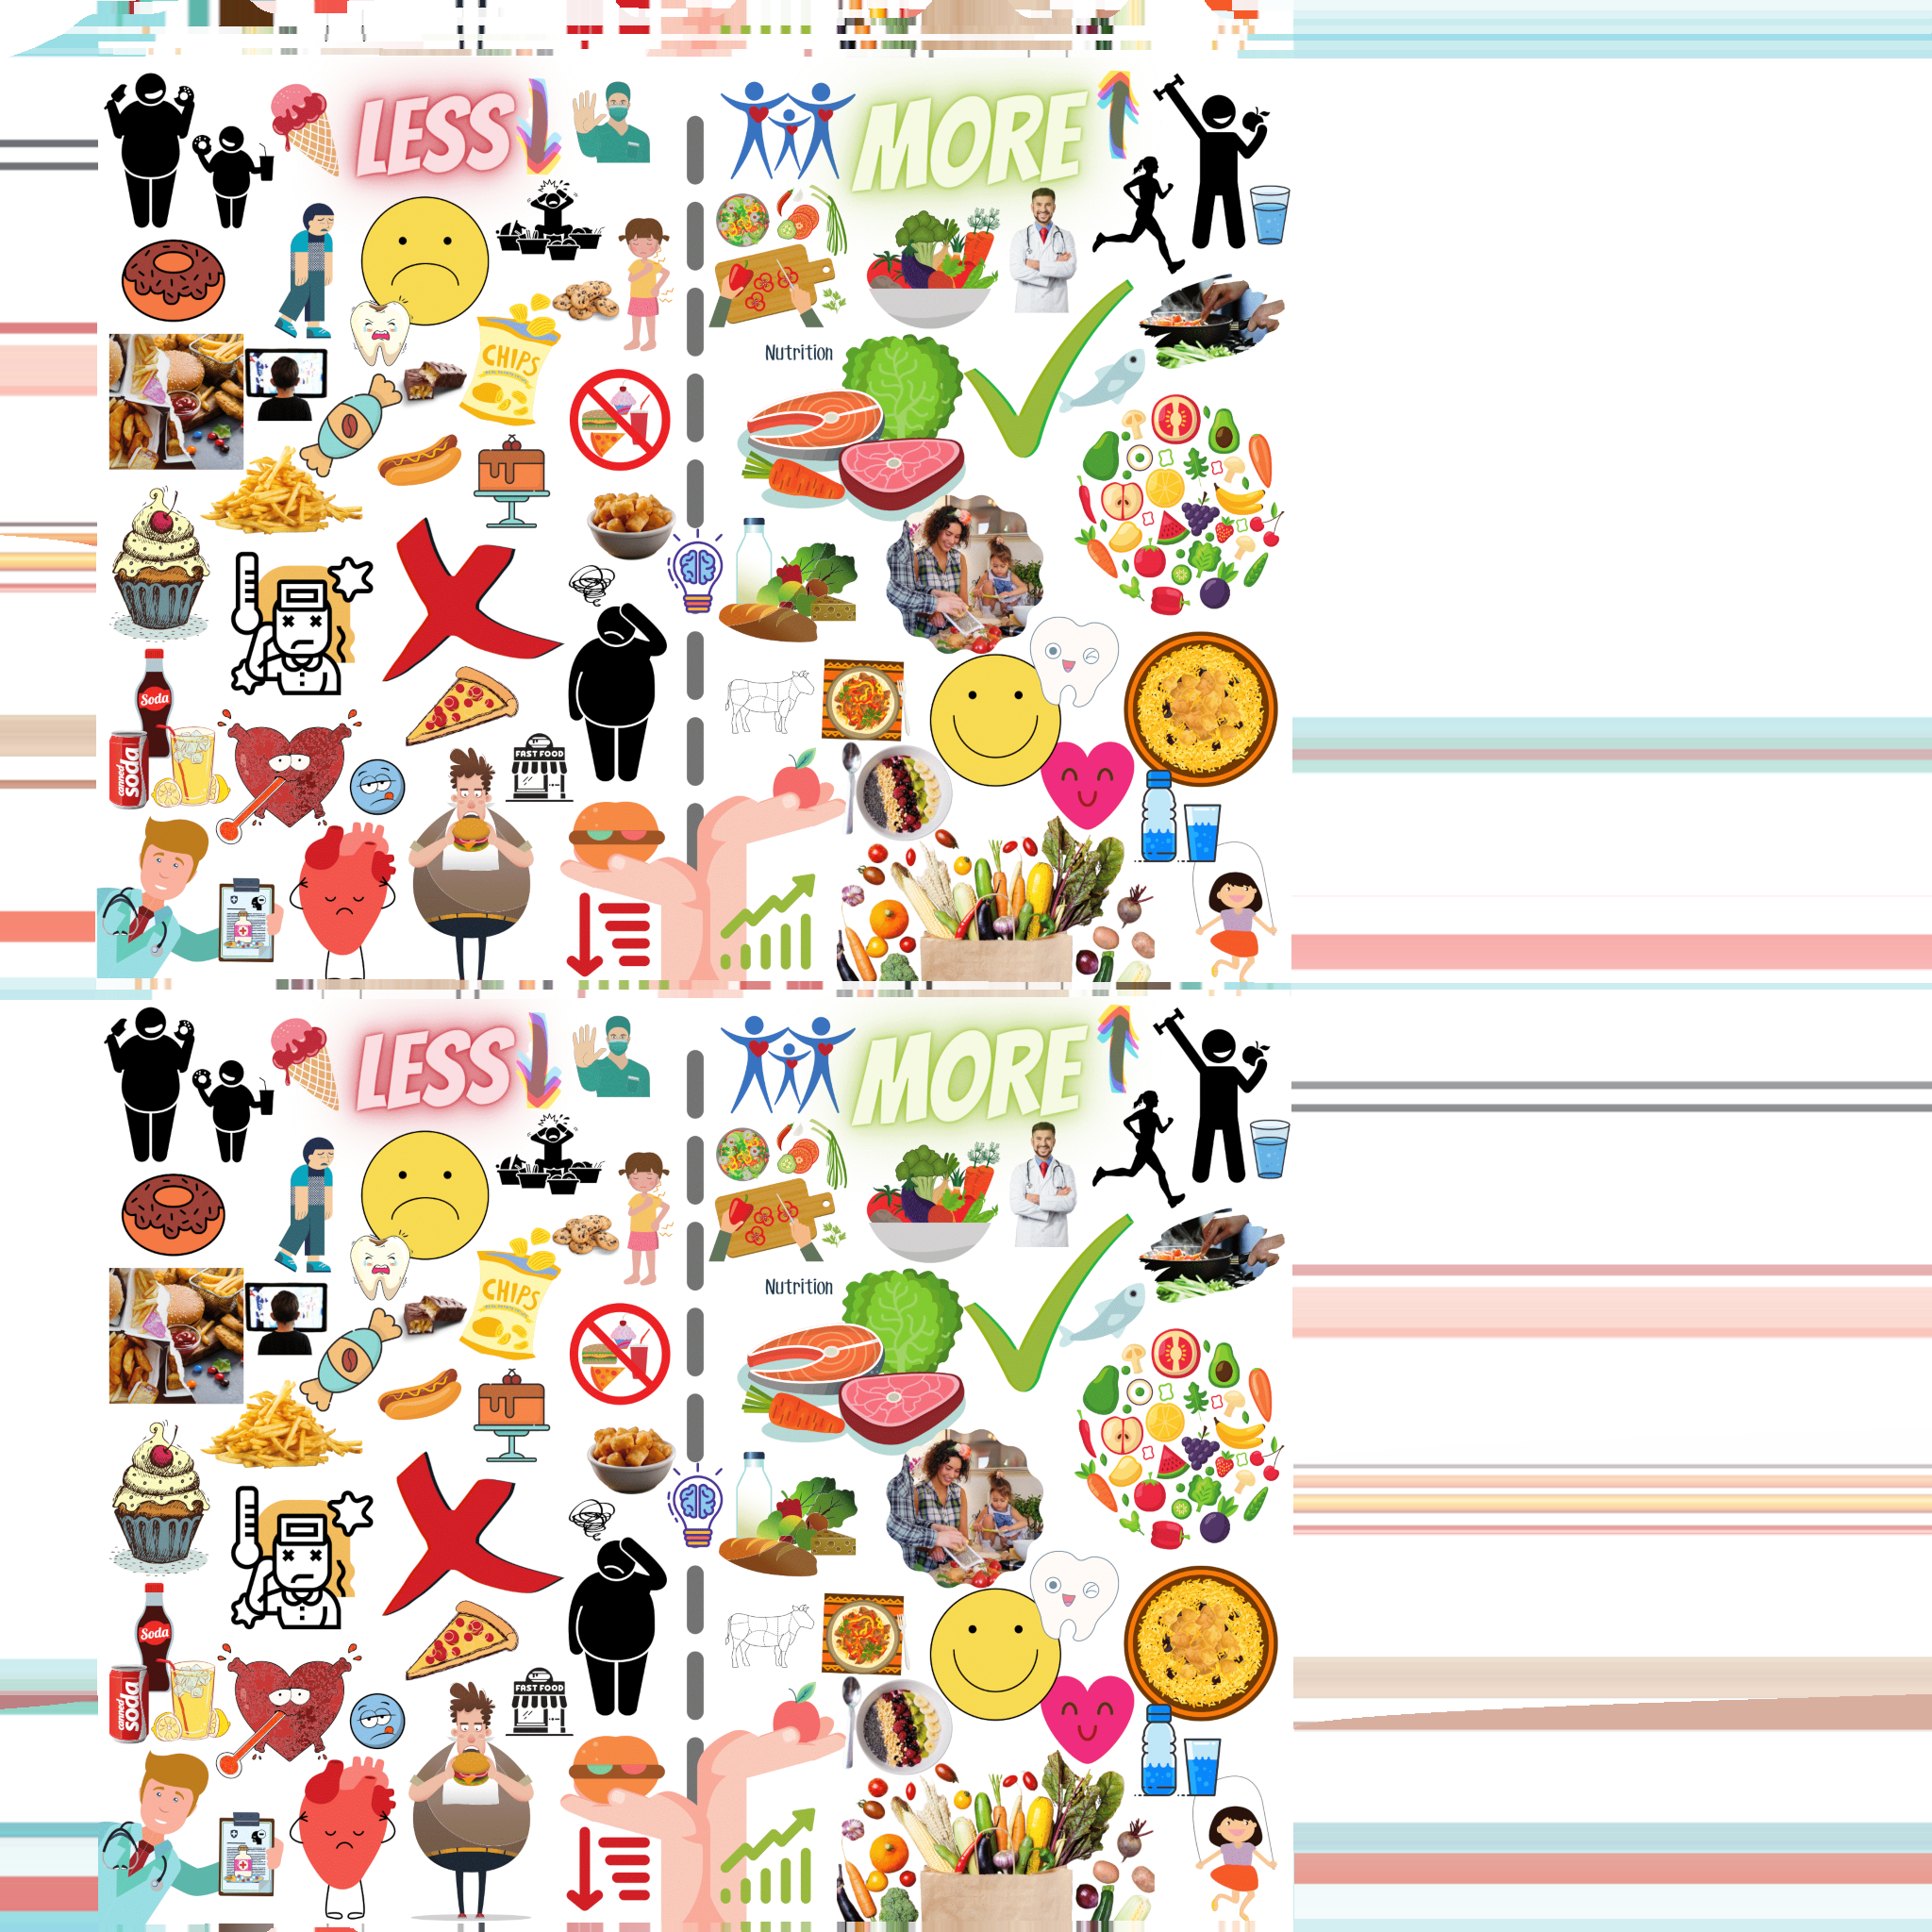 LESS
MORE
CHIPS
Nutrition
Soda
canned
soda
FAST FOOD
LESS
MORE
CHIPS
Nutrition
Soda
canned
soda
FAST FOOD